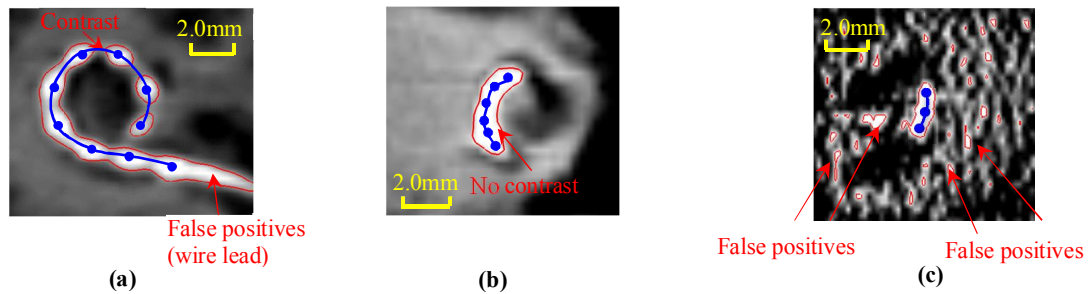 Contrast
2.0mm
False positives
(wire lead)
(a)
2.0mm
No contrast
(b)
2.0mm
False positives
False positives
(c)